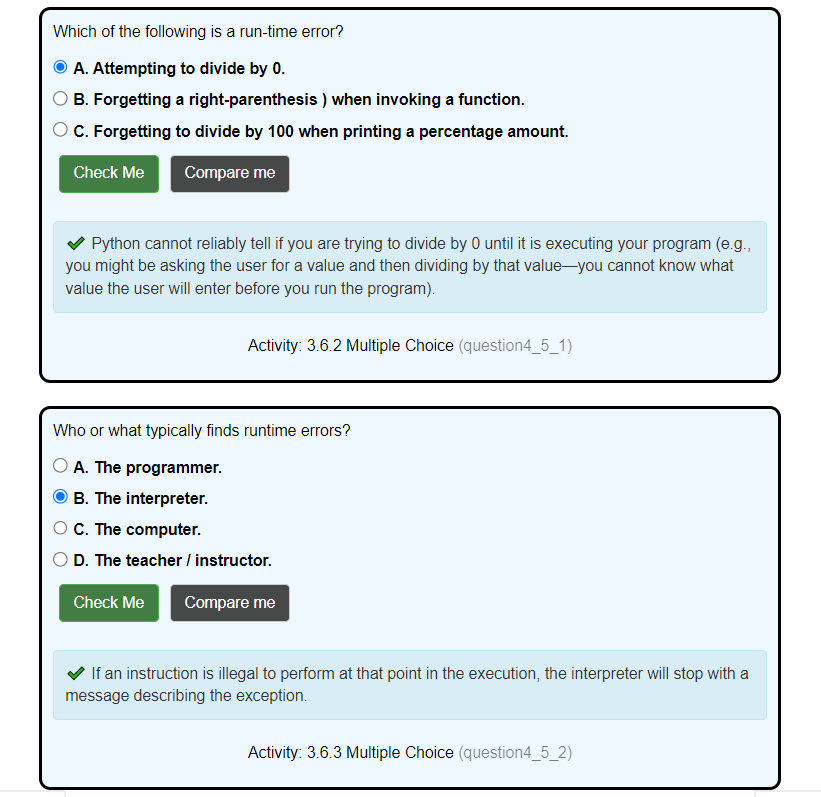 Which of the following is a run-time error?
A. Attempting to divide by 0.
B. Forgetting a right-parenthesis ) when invoking a function.
C. Forgetting to divide by 100 when printing a percentage amount.
Check Me Compare me
✔ Python cannot reliably tell if you are trying to divide by 0 until it is executing your program (e.g.,
you might be asking the user for a value and then dividing by that value—you cannot know what
value the user will enter before you run the program).
Activity: 3.6.2 Multiple Choice (question4_5_1)
Who or what typically finds runtime errors?
A. The programmer.
B. The interpreter.
C. The computer.
D. The teacher / instructor.
Check Me Compare me
✔ If an instruction is illegal to perform at that point in the execution, the interpreter will stop with a
message describing the exception.
Activity: 3.6.3 Multiple Choice (question4_5_2)